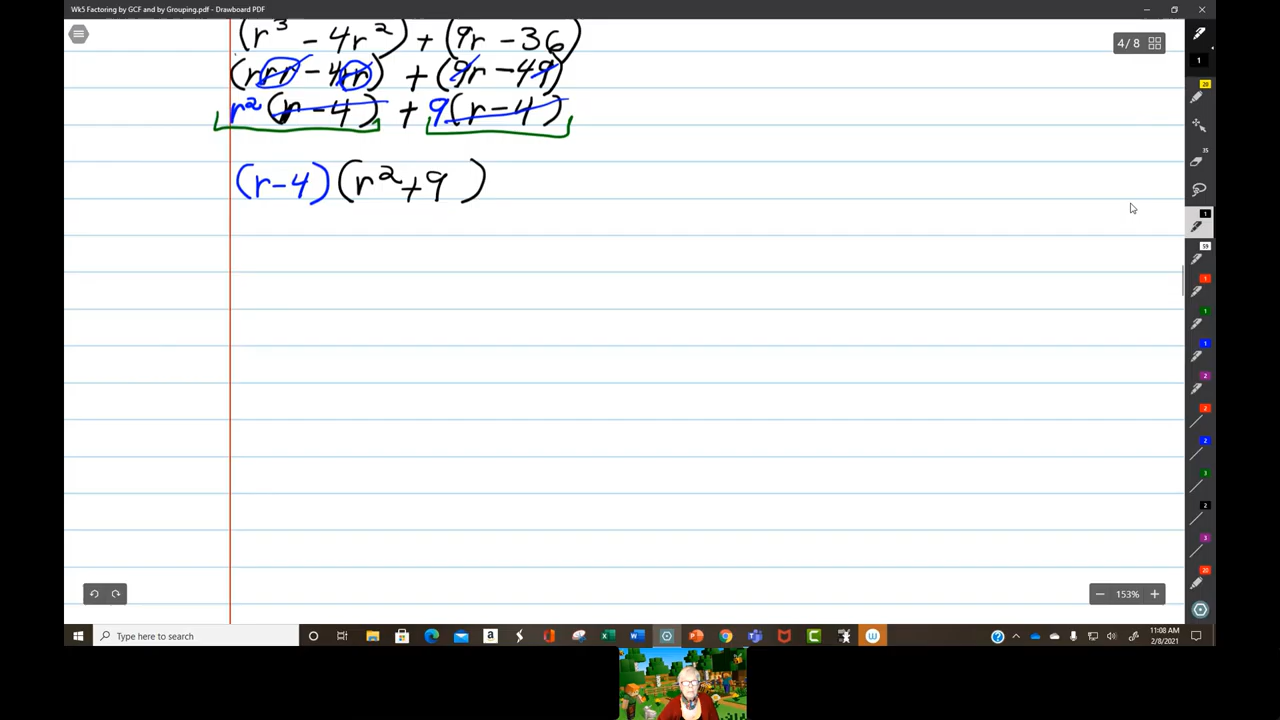 Wk5 Factoring by GCF and by Grouping.pdf - Drawboard PDF
(r³ - 4r²) + (9r - 36)
4 / 8
(rrr - 4rr) + (9r - 49)
r²(r - 4) + 9(r - 4)
(r-4)(r²+9)
153%
Type here to search
11:08 AM
2/8/2021